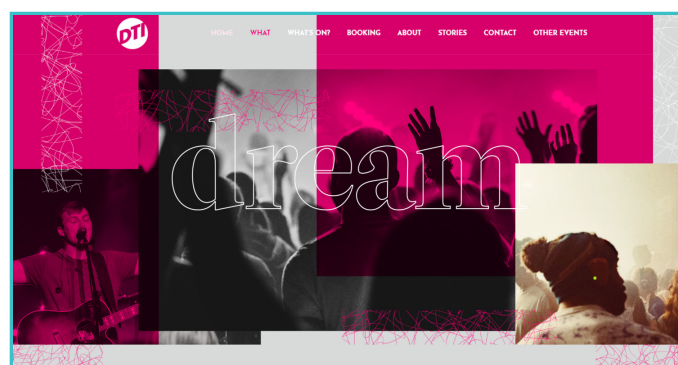 DTI
HOME WHAT WHAT'S ON? BOOKING ABOUT STORIES CONTACT OTHER EVENTS
dream